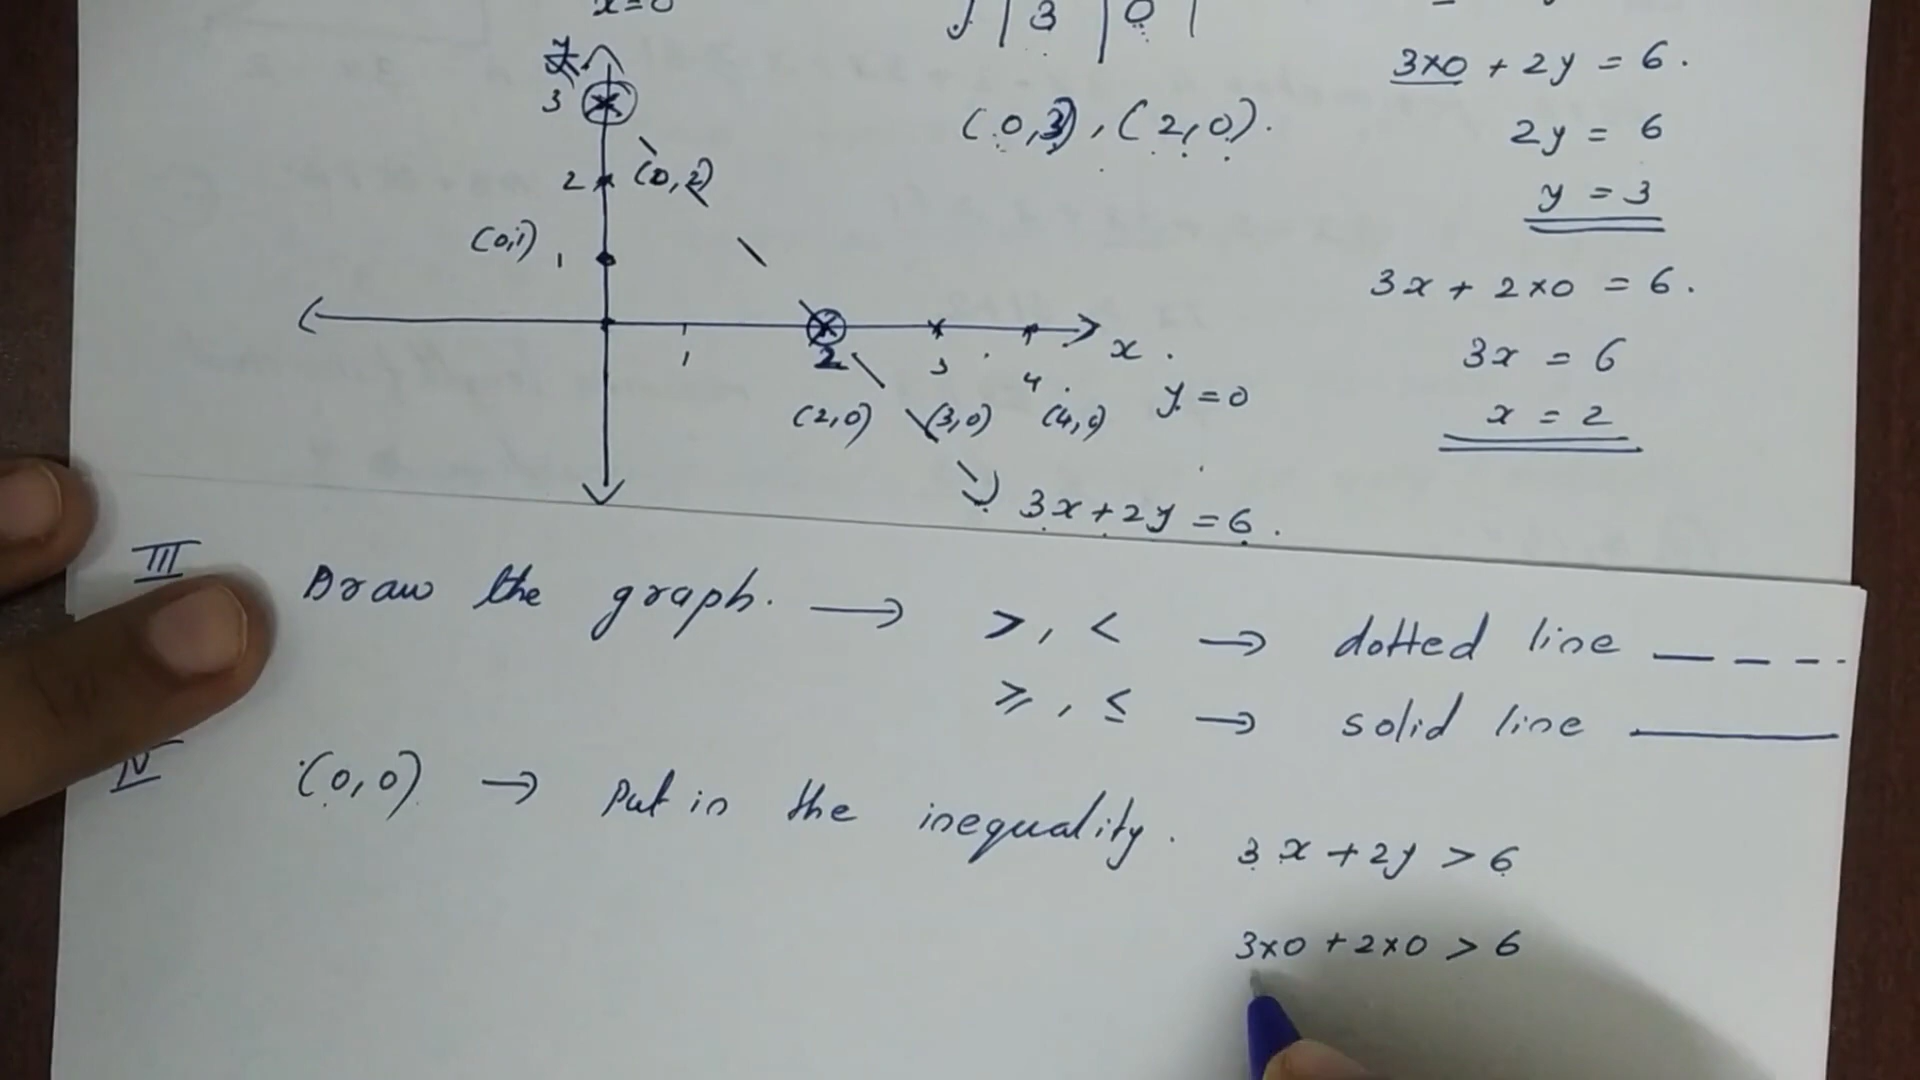 x=0
y | 3 | 0 |
3×0 + 2y = 6.
y
3
(0,3), (2,0).
2y = 6
2 (0,2)
y = 3
(0,1) 1
3x + 2×0 = 6.
1 2 3 4 x.
3x = 6
(2,0) (3,0) (4,0) y=0
x = 2
3x+2y=6.
III Draw the graph. → >, < → dotted line
≥, ≤ → solid line
IV (0,0) → Put in the inequality.
3x+2y > 6
3×0 + 2×0 > 6